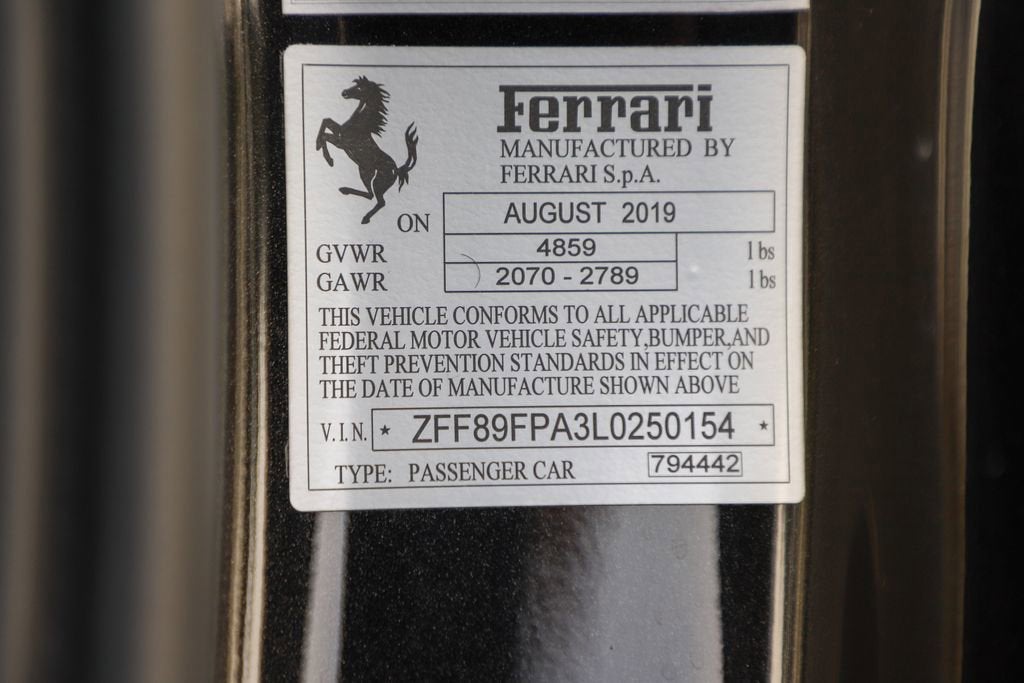 Ferrari
MANUFACTURED BY
FERRARI S.p.A.
ON AUGUST 2019
GVWR 4859 lbs
GAWR 2070 - 2789 lbs
THIS VEHICLE CONFORMS TO ALL APPLICABLE
FEDERAL MOTOR VEHICLE SAFETY,BUMPER,AND
THEFT PREVENTION STANDARDS IN EFFECT ON
THE DATE OF MANUFACTURE SHOWN ABOVE
V.I.N. * ZFF89FPA3L0250154 *
TYPE: PASSENGER CAR 794442